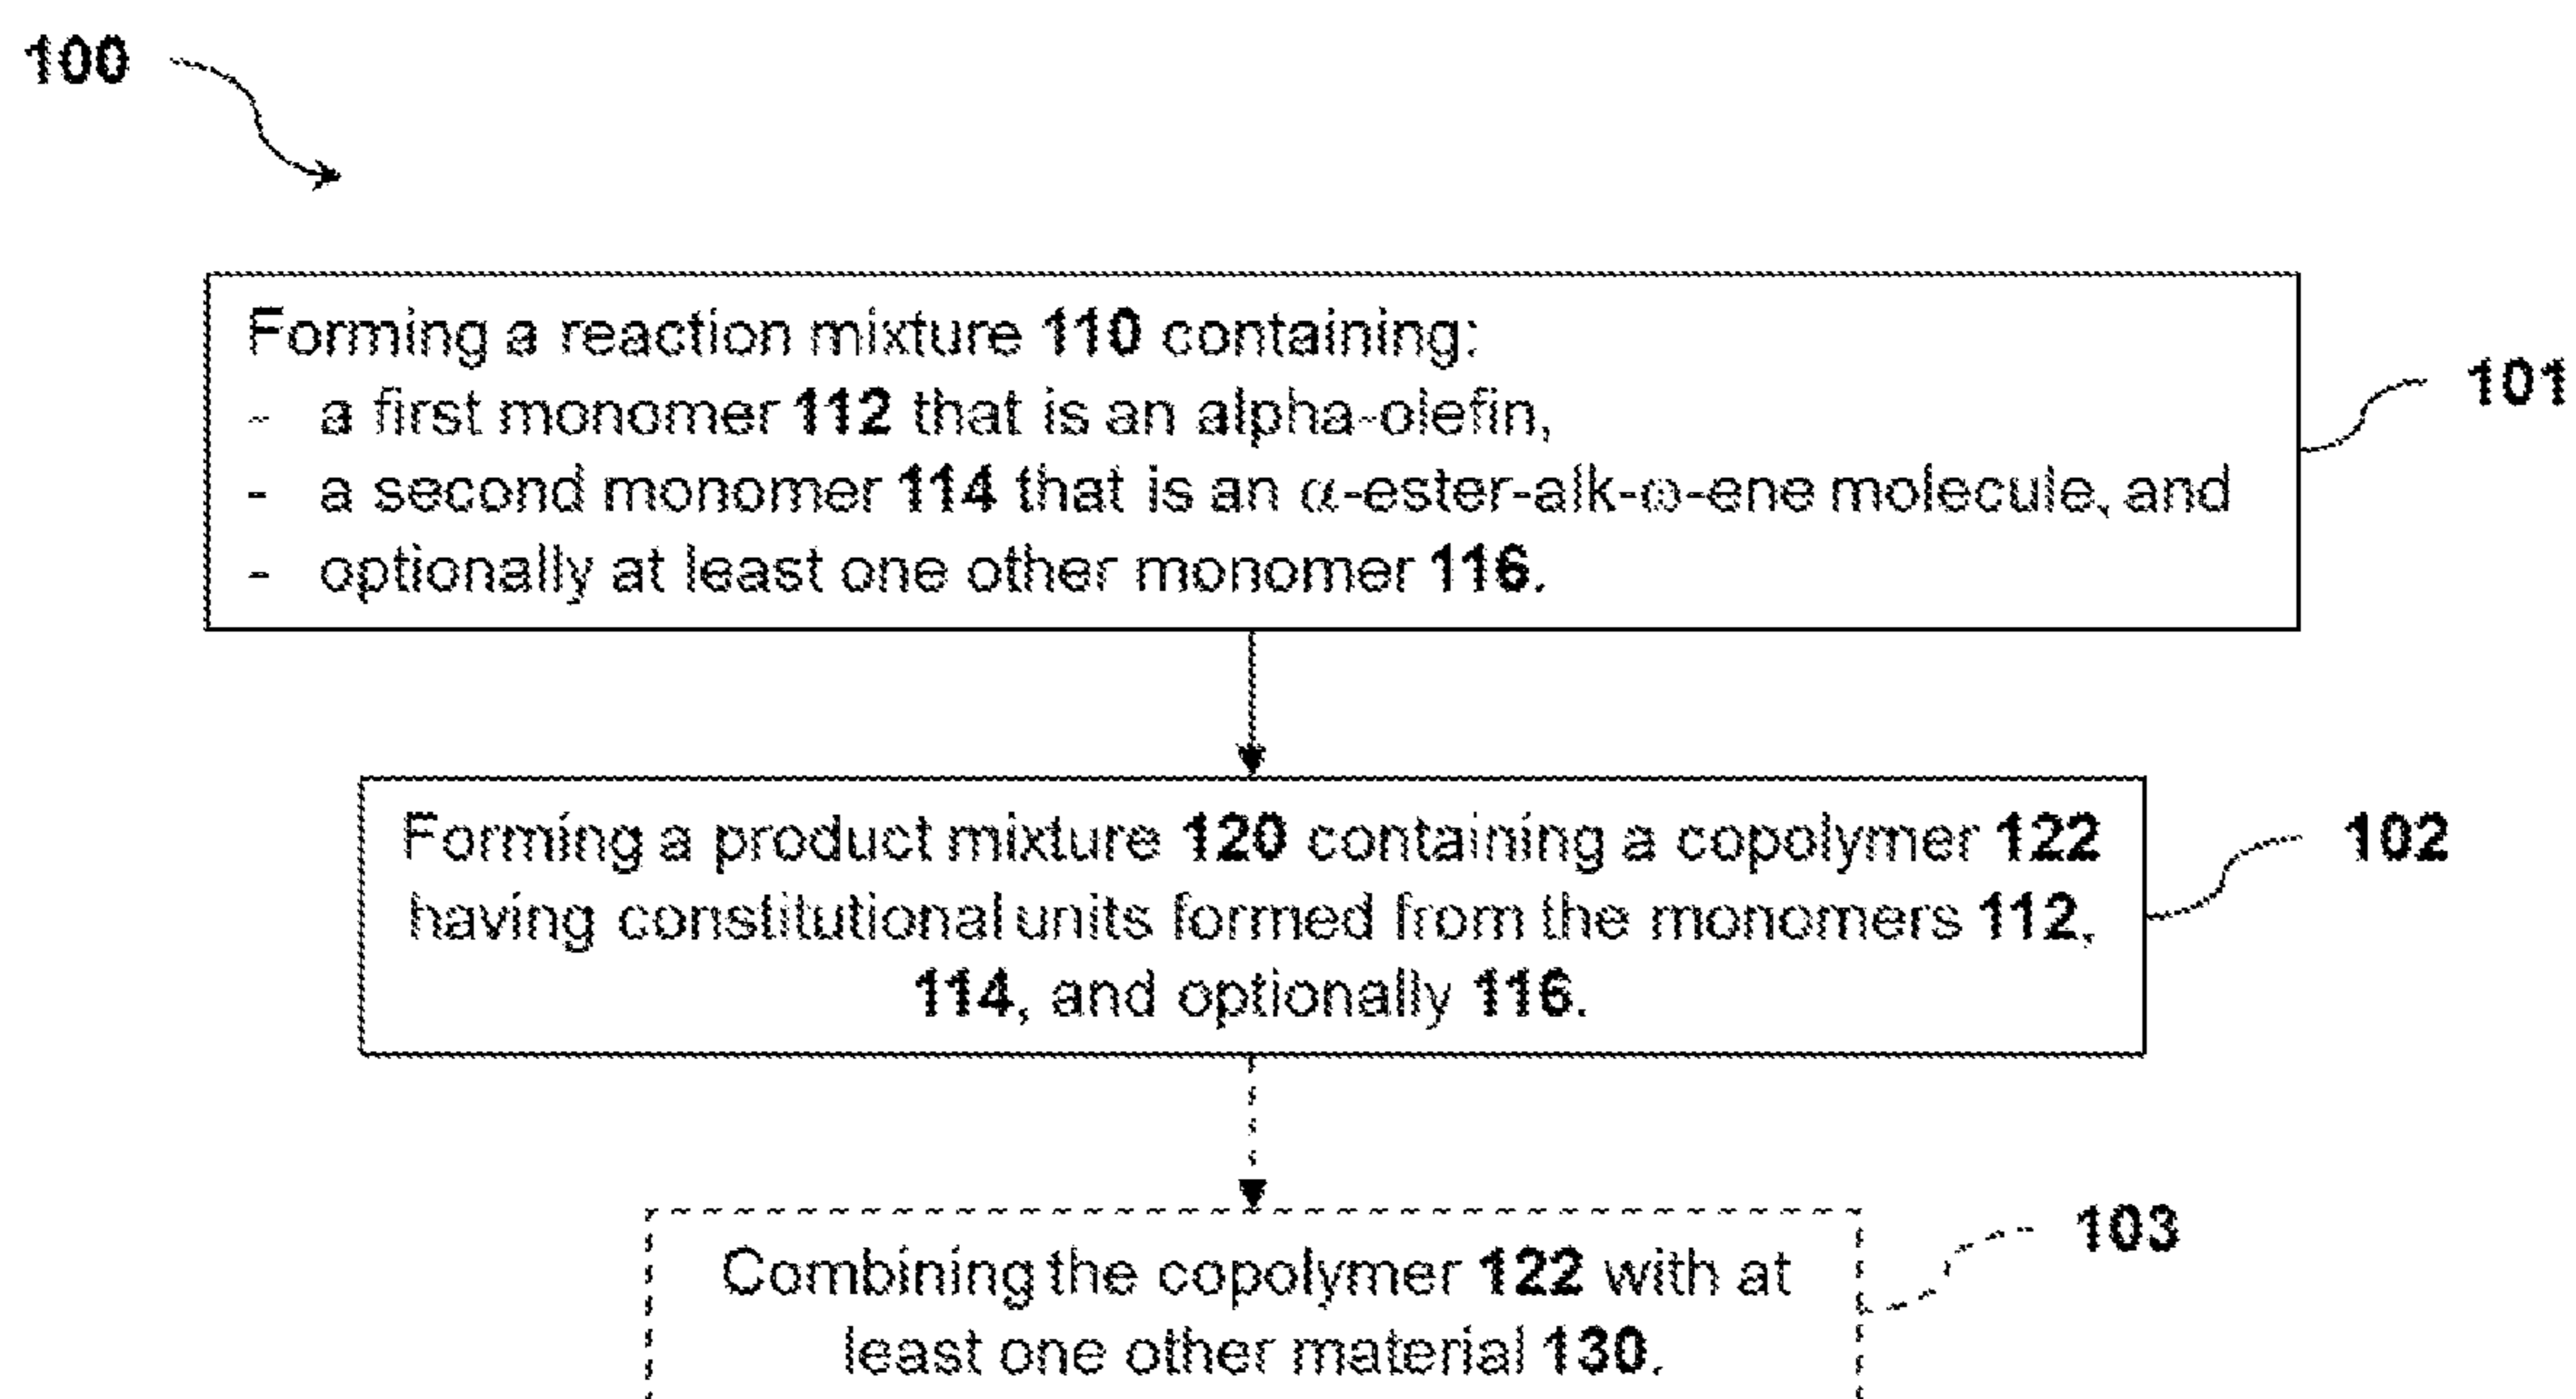 100
Forming a reaction mixture 110 containing:
- a first monomer 112 that is an alpha-olefin,
101
- a second monomer 114 that is an α-ester-alk-ω-ene molecule, and
- optionally at least one other monomer 116.
Forming a product mixture 120 containing a copolymer 122
102
having constitutional units formed from the monomers 112,
114, and optionally 116.
103
Combining the copolymer 122 with at
least one other material 130.